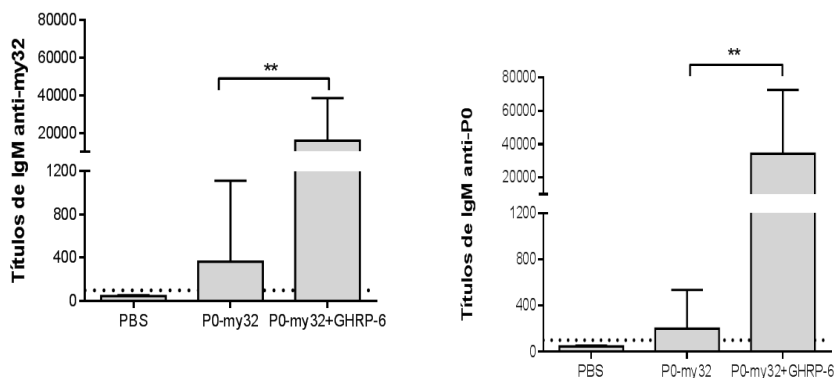 Títulos de IgM anti-my32
80000
60000
40000
20000
1200
800
400
0
**
PBS
P0-my32
P0-my32+GHRP-6
Títulos de IgM anti-P0
80000
60000
40000
20000
1200
800
400
0
**
PBS
P0-my32
P0-my32+GHRP-6